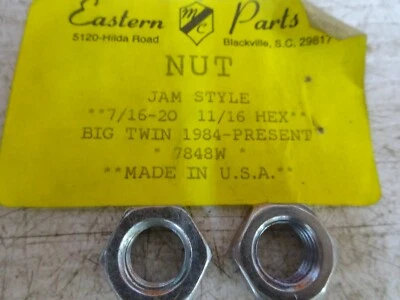 Eastern MC Parts
5120-Hilda Road Blackville, S.C. 29817
NUT
JAM STYLE
**7/16-20 11/16 HEX**
BIG TWIN 1984-PRESENT
* 7848W *
**MADE IN U.S.A.**